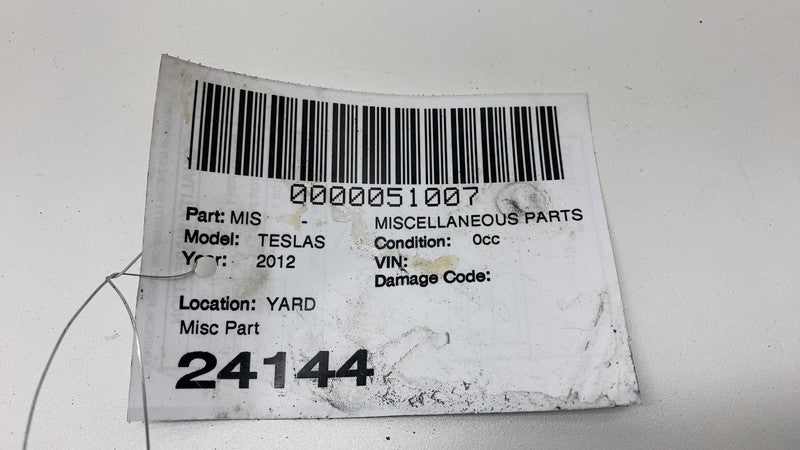 0000051007
Part: MIS - MISCELLANEOUS PARTS
Model: TESLAS Condition: 0cc
Year: 2012 VIN:
Damage Code:
Location: YARD
Misc Part
24144